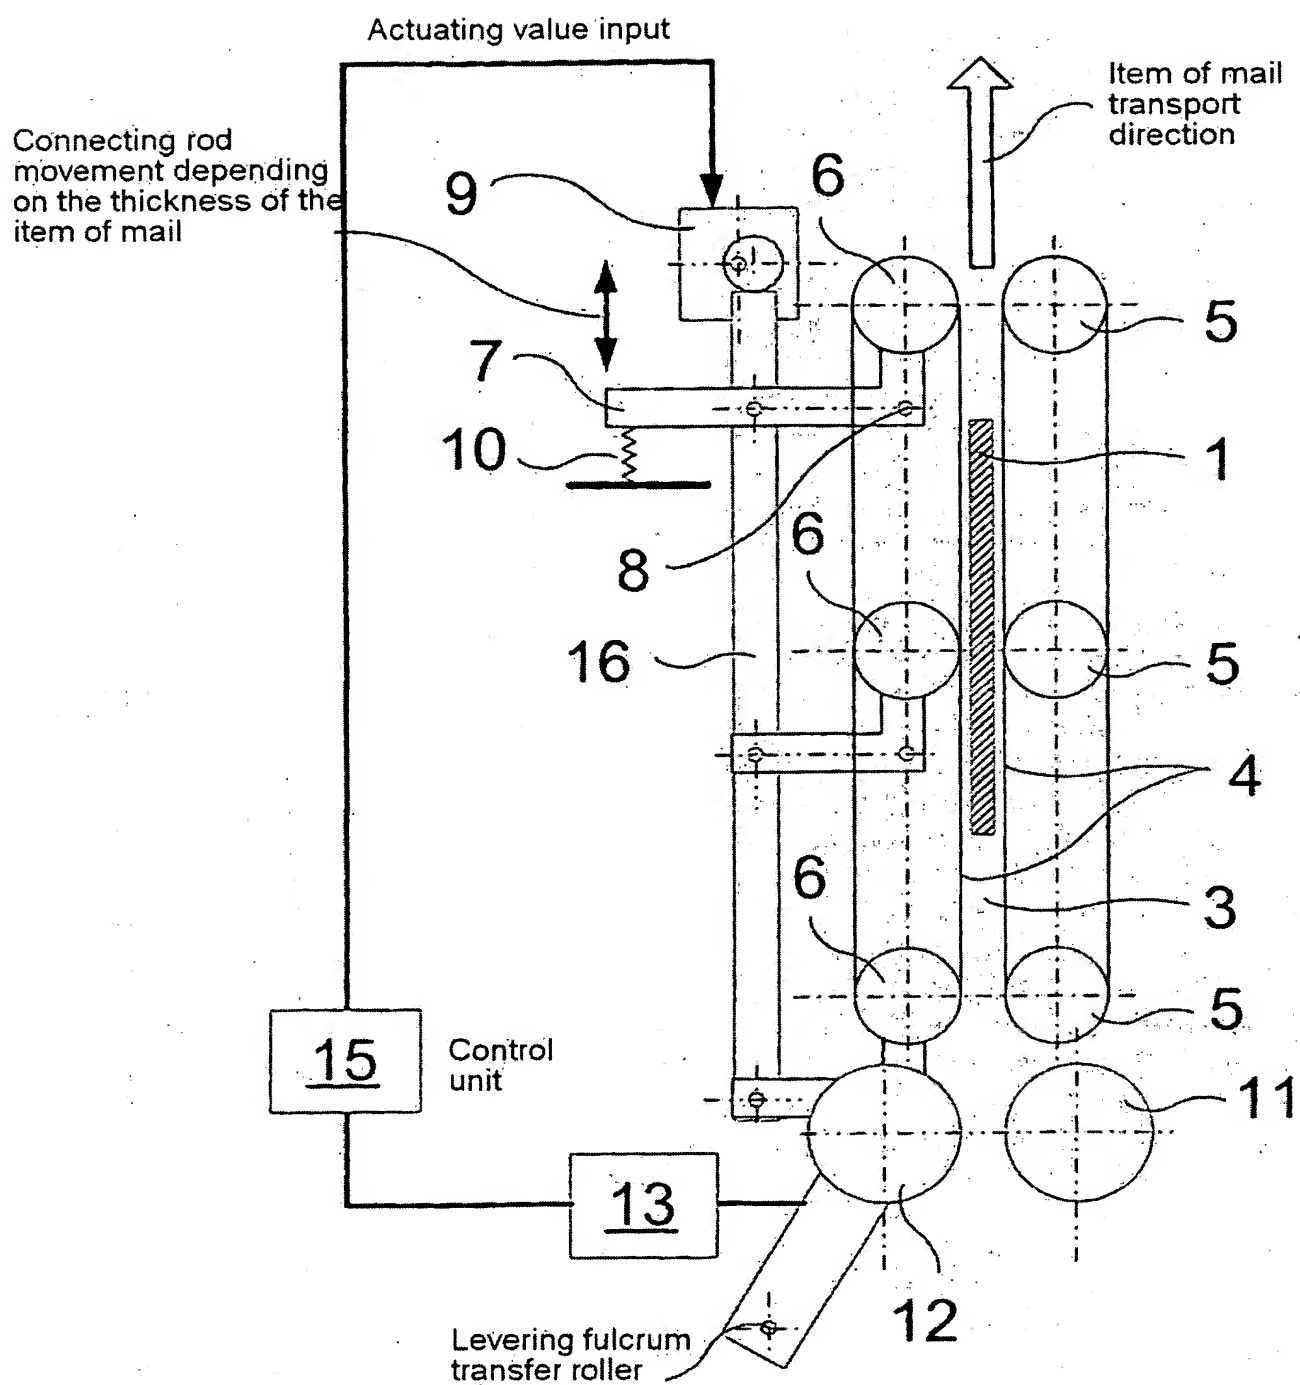 Actuating value input
Item of mail
transport
direction
Connecting rod
movement depending
on the thickness of the
item of mail
9
6
5
7
10
1
8
6
16
5
4
6
3
5
15
Control
unit
11
13
12
Levering fulcrum
transfer roller